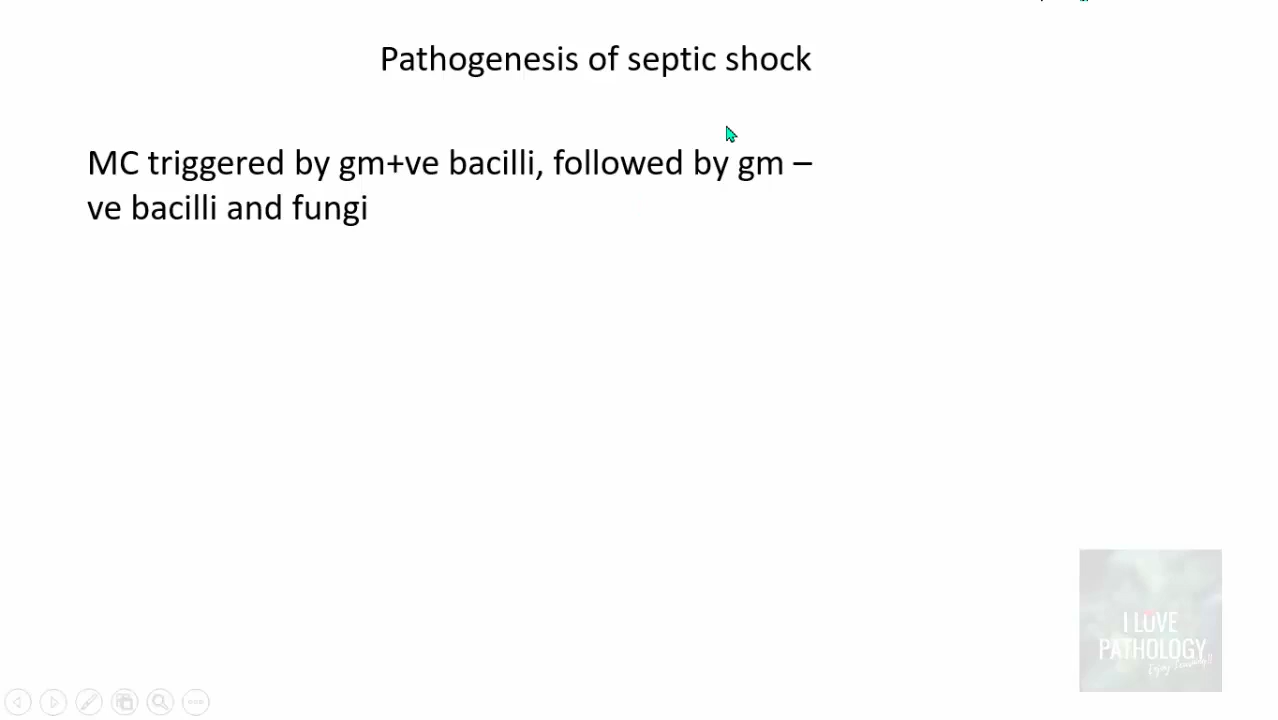 Pathogenesis of septic shock
MC triggered by gm+ve bacilli, followed by gm –
ve bacilli and fungi
I LOVE
PATHOLOGY
Enjoy